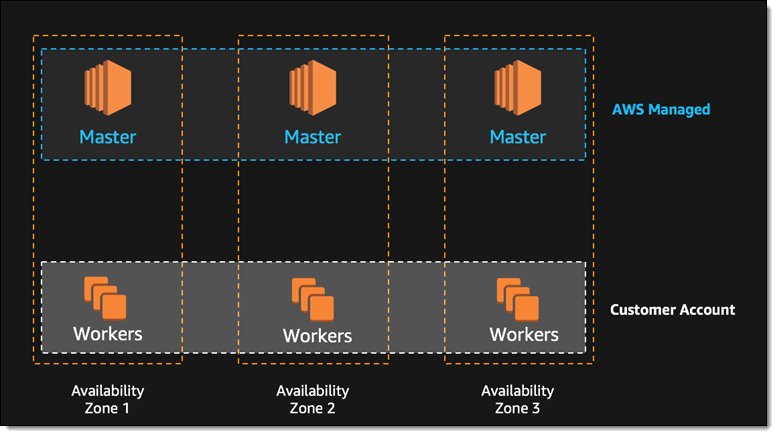 Master
Master
Master
AWS Managed
Workers
Workers
Workers
Customer Account
Availability
Zone 1
Availability
Zone 2
Availability
Zone 3